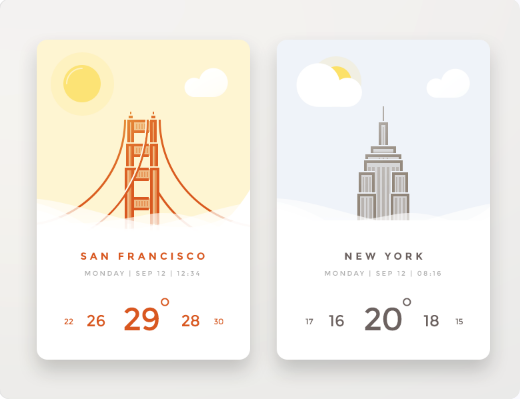 SAN FRANCISCO
MONDAY | SEP 12 | 12:34
22 26 29° 28 30
NEW YORK
MONDAY | SEP 12 | 08:16
17 16 20° 18 15